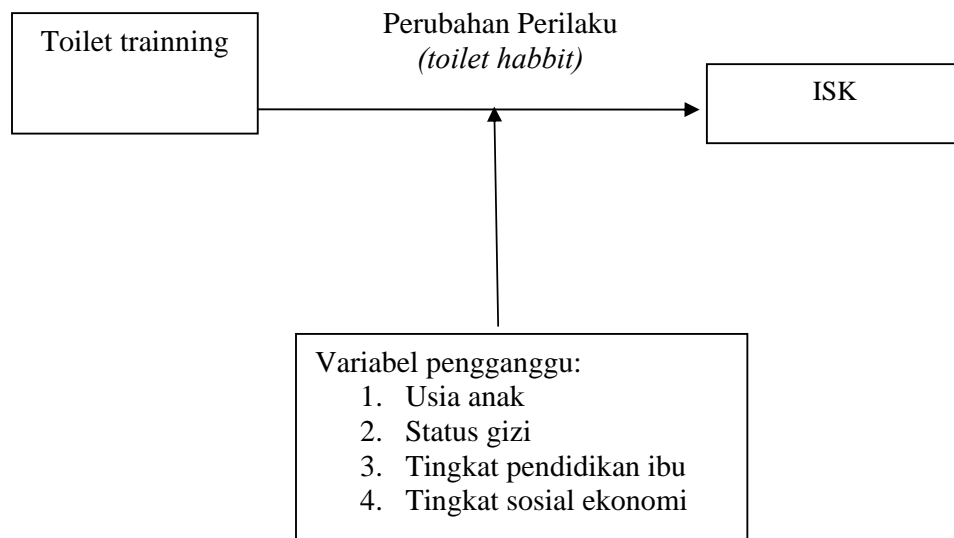 Toilet trainning
Perubahan Perilaku
(toilet habbit)
ISK
Variabel pengganggu:
1. Usia anak
2. Status gizi
3. Tingkat pendidikan ibu
4. Tingkat sosial ekonomi